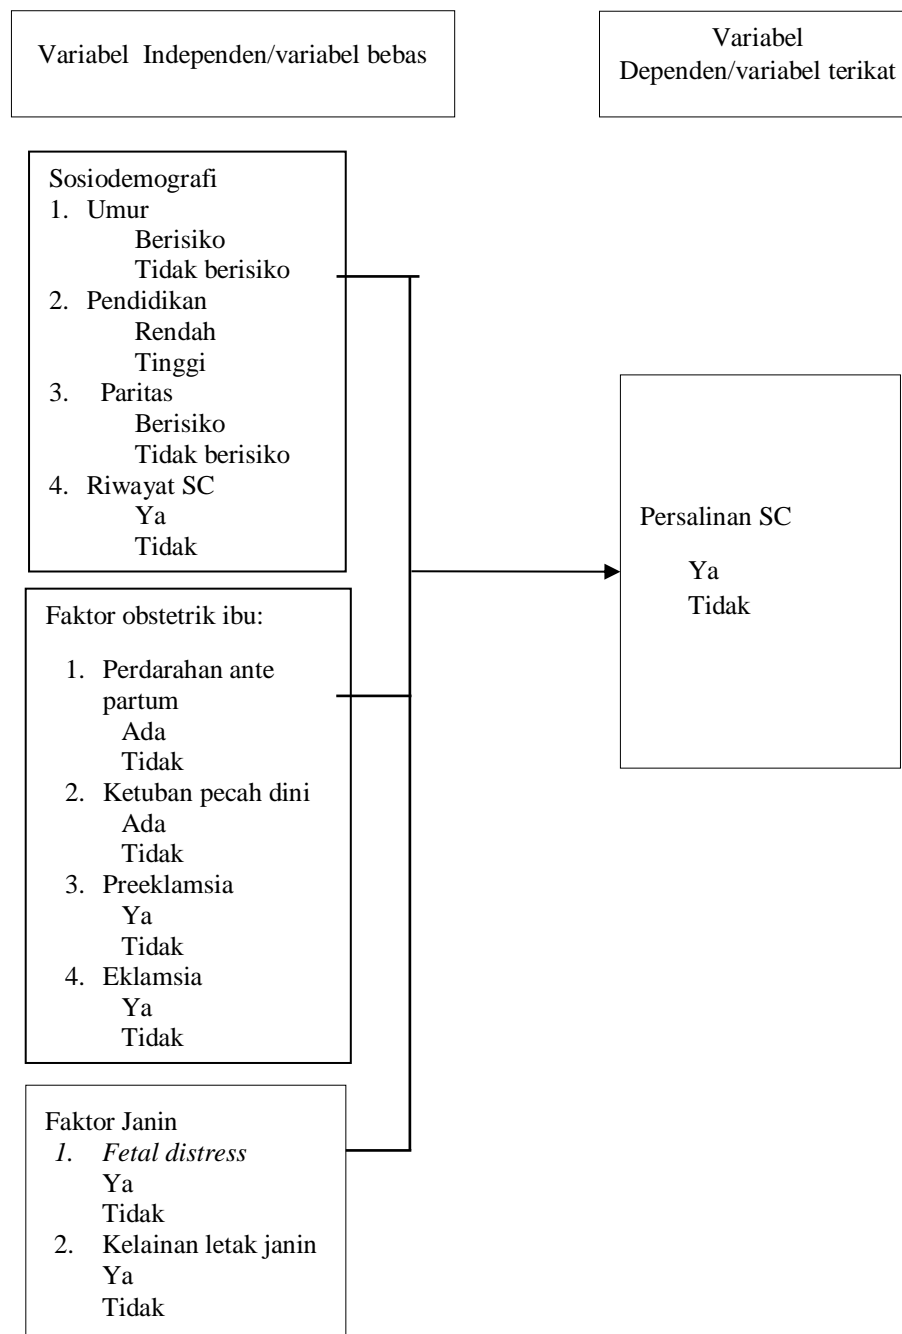 Variabel Independen/variabel bebas
Variabel
Dependen/variabel terikat
Sosiodemografi
1. Umur
Berisiko
Tidak berisiko
2. Pendidikan
Rendah
Tinggi
3. Paritas
Berisiko
Tidak berisiko
4. Riwayat SC
Ya
Tidak
Faktor obstetrik ibu:
1. Perdarahan ante
partum
Ada
Tidak
2. Ketuban pecah dini
Ada
Tidak
3. Preeklamsia
Ya
Tidak
4. Eklamsia
Ya
Tidak
Faktor Janin
1. Fetal distress
Ya
Tidak
2. Kelainan letak janin
Ya
Tidak
Persalinan SC
Ya
Tidak